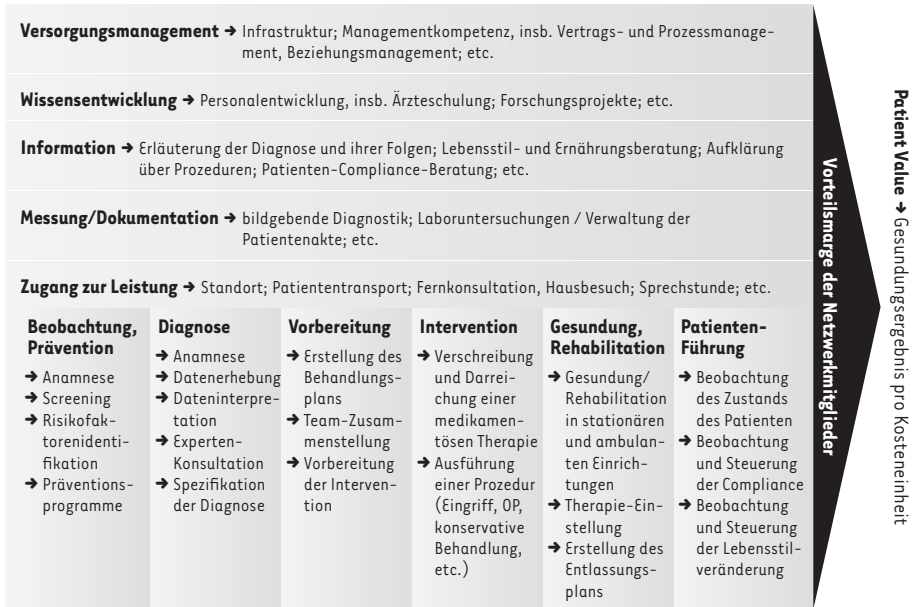 Versorgungsmanagement → Infrastruktur; Managementkompetenz, insb. Vertrags- und Prozessmanage-
ment, Beziehungsmanagement; etc.
Wissensentwicklung → Personalentwicklung, insb. Ärzteschulung; Forschungsprojekte; etc.
Information → Erläuterung der Diagnose und ihrer Folgen; Lebensstil- und Ernährungsberatung; Aufklärung
über Prozeduren; Patienten-Compliance-Beratung; etc.
Messung/Dokumentation → bildgebende Diagnostik; Laboruntersuchungen / Verwaltung der
Patientenakte; etc.
Zugang zur Leistung → Standort; Patiententransport; Fernkonsultation, Hausbesuch; Sprechstunde; etc.
Beobachtung,
Prävention
→ Anamnese
→ Screening
→ Risikofak-
torenidenti-
fikation
→ Präventions-
programme
Diagnose
→ Anamnese
→ Datenerhebung
→ Dateninterpre-
tation
→ Experten-
Konsultation
→ Spezifikation
der Diagnose
Vorbereitung
→ Erstellung des
Behandlungs-
plans
→ Team-Zusam-
menstellung
→ Vorbereitung
der Interven-
tion
Intervention
→ Verschreibung
und Darrei-
chung einer
medikamen-
tösen Therapie
→ Ausführung
einer Prozedur
(Eingriff, OP,
konservative
Behandlung,
etc.)
Gesundung,
Rehabilitation
→ Gesundung/
Rehabilitation
in stationären
und ambulan-
ten Einrich-
tungen
→ Therapie-Ein-
stellung
→ Erstellung des
Entlassungs-
plans
Patienten-
Führung
→ Beobachtung
des Zustands
des Patienten
→ Beobachtung
und Steuerung
der Compliance
→ Beobachtung
und Steuerung
der Lebensstil-
veränderung
Vorteilsmarge der Netzwerkmitglieder
Patient Value → Gesundungsergebnis pro Kosteneinheit